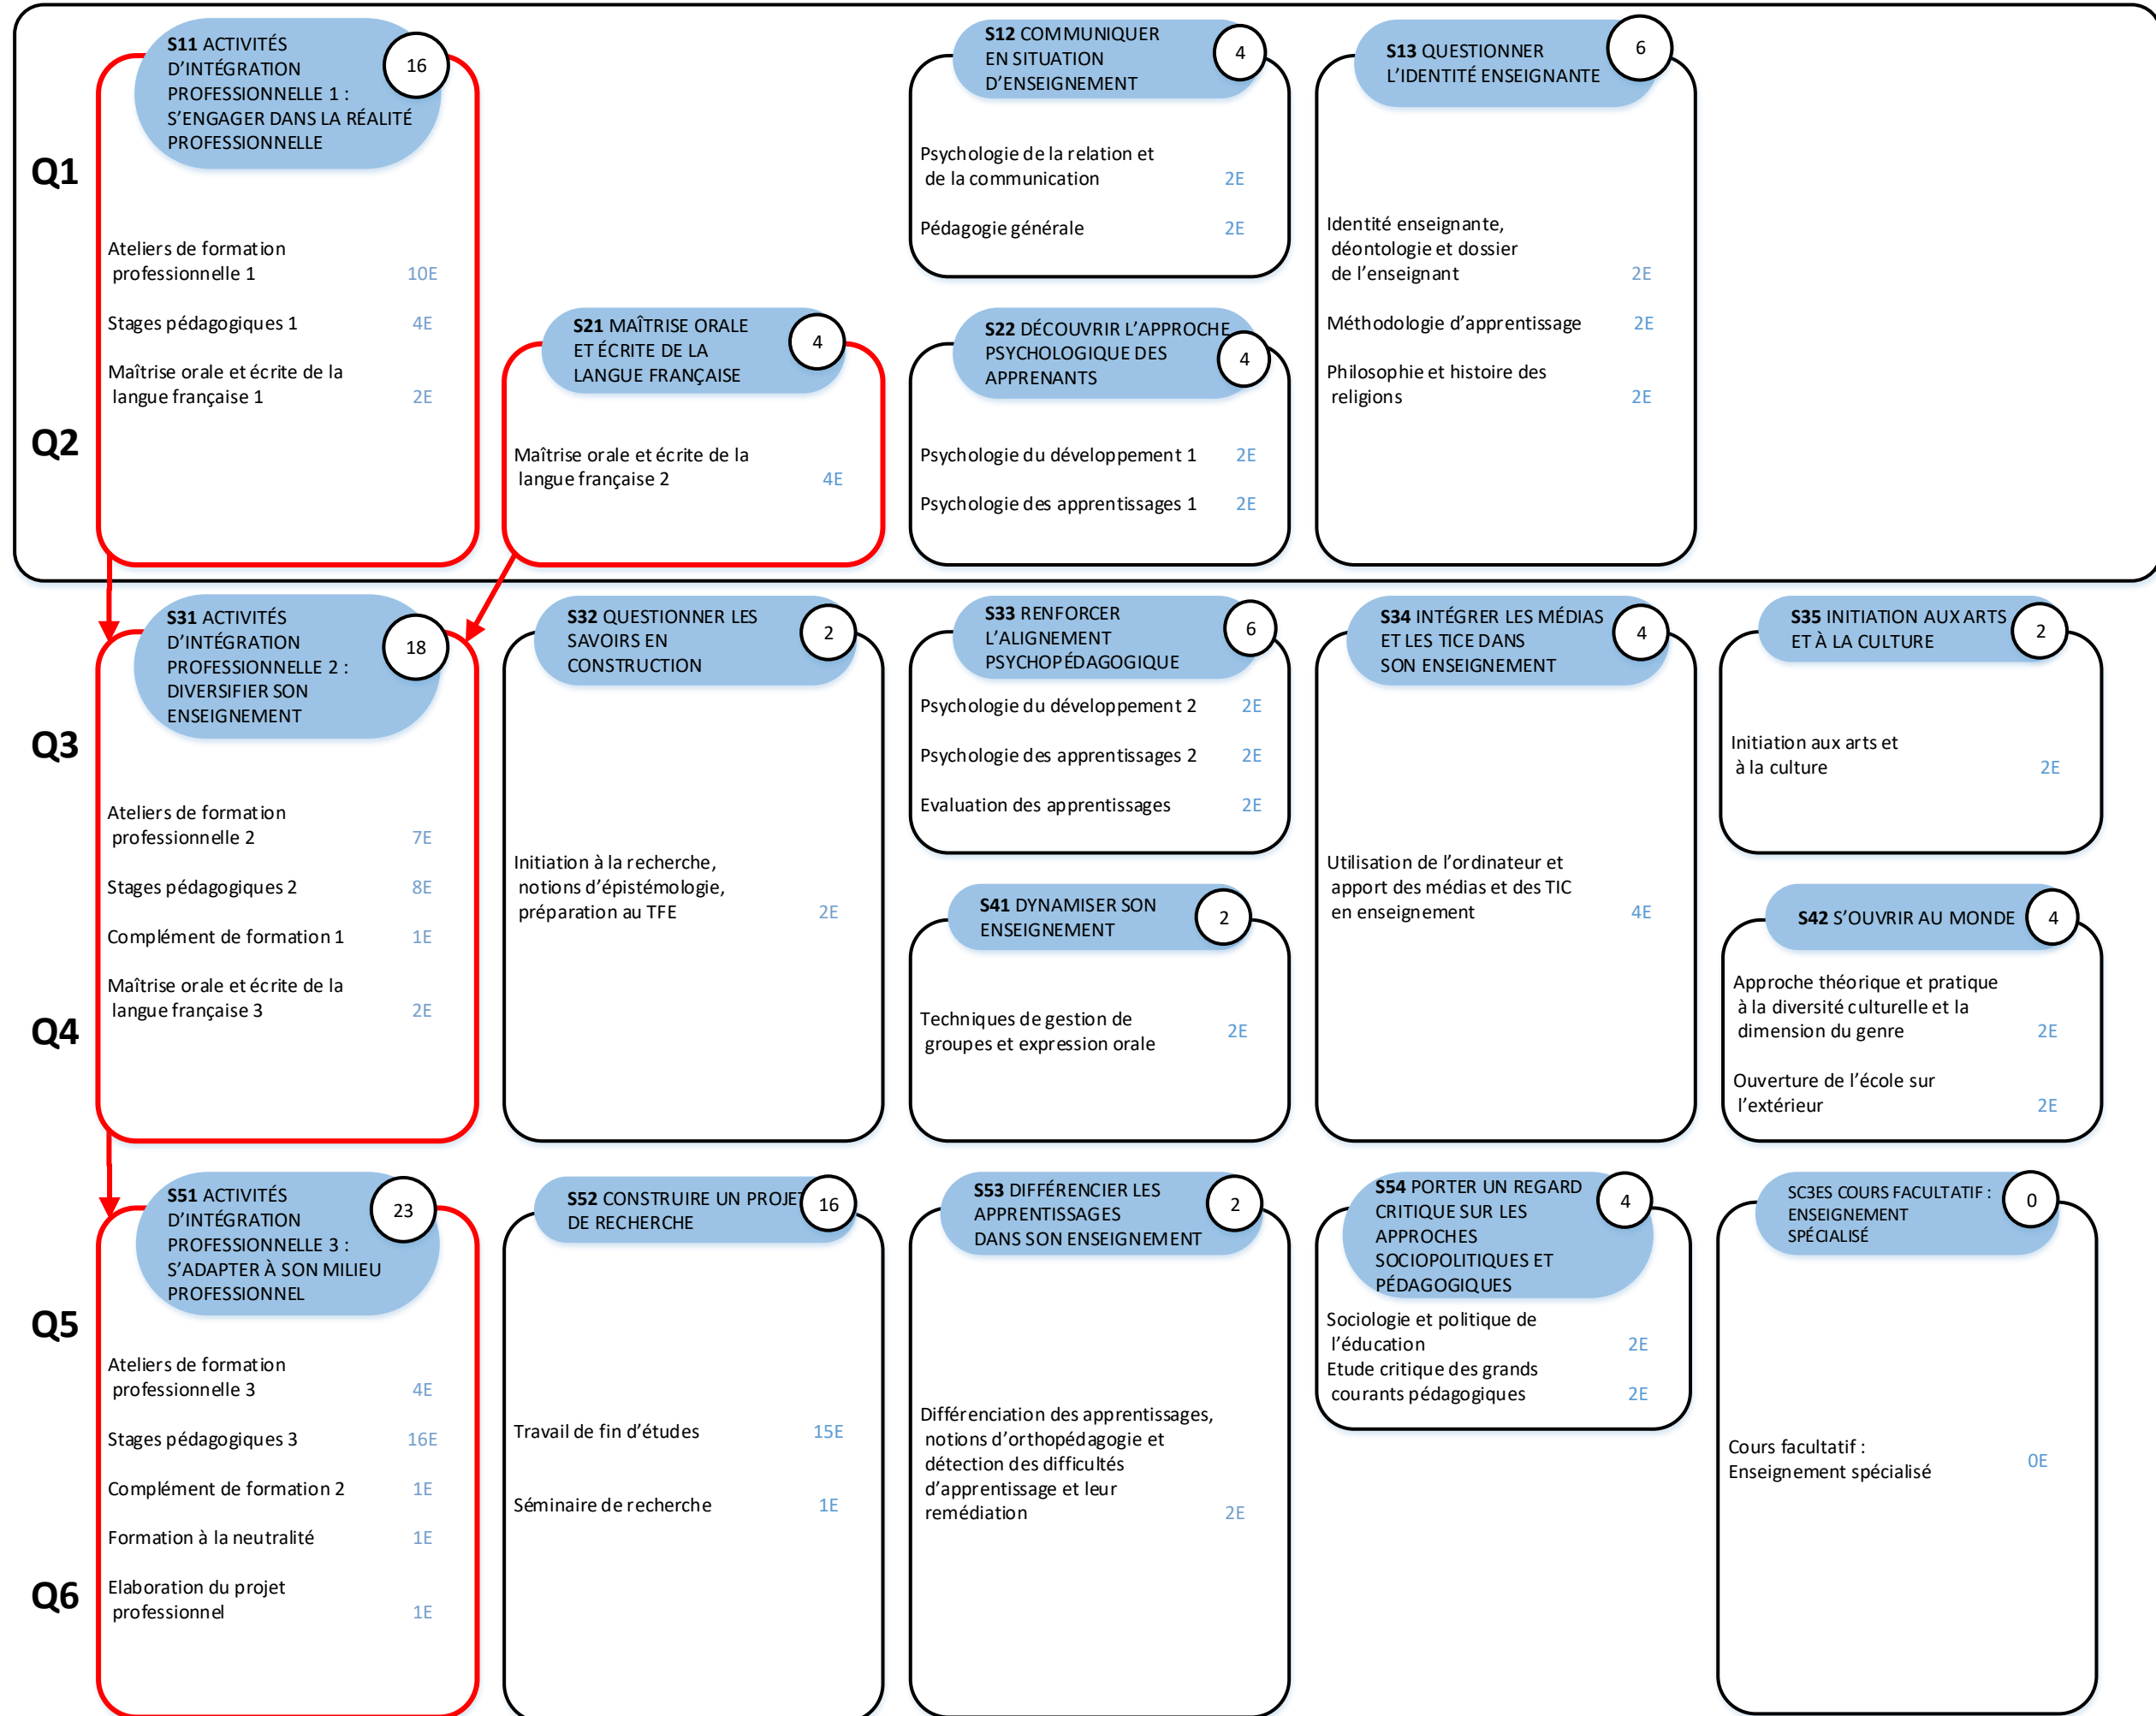 Q1
S11 ACTIVITÉS
D’INTÉGRATION
PROFESSIONNELLE 1 :
S’ENGAGER DANS LA RÉALITÉ
PROFESSIONNELLE
16
Ateliers de formation
professionnelle 1 10E
Stages pédagogiques 1 4E
Maîtrise orale et écrite de la
langue française 1 2E
S12 COMMUNIQUER
EN SITUATION
D’ENSEIGNEMENT
4
Psychologie de la relation et
de la communication 2E
Pédagogie générale 2E
S13 QUESTIONNER
L’IDENTITÉ ENSEIGNANTE
6
Identité enseignante,
déontologie et dossier
de l’enseignant 2E
Méthodologie d’apprentissage 2E
Philosophie et histoire des
religions 2E
Q2
S21 MAÎTRISE ORALE
ET ÉCRITE DE LA
LANGUE FRANÇAISE
4
Maîtrise orale et écrite de la
langue française 2 4E
S22 DÉCOUVRIR L’APPROCHE
PSYCHOLOGIQUE DES
APPRENANTS
4
Psychologie du développement 1 2E
Psychologie des apprentissages 1 2E
Q3
S31 ACTIVITÉS
D’INTÉGRATION
PROFESSIONNELLE 2 :
DIVERSIFIER SON
ENSEIGNEMENT
18
Ateliers de formation
professionnelle 2 7E
Stages pédagogiques 2 8E
Complément de formation 1 1E
Maîtrise orale et écrite de la
langue française 3 2E
S32 QUESTIONNER LES
SAVOIRS EN
CONSTRUCTION
2
Initiation à la recherche,
notions d’épistémologie,
préparation au TFE 2E
S33 RENFORCER
L’ALIGNEMENT
PSYCHOPÉDAGOGIQUE
6
Psychologie du développement 2 2E
Psychologie des apprentissages 2 2E
Evaluation des apprentissages 2E
S34 INTÉGRER LES MÉDIAS
ET LES TICE DANS
SON ENSEIGNEMENT
4
Utilisation de l’ordinateur et
apport des médias et des TIC
en enseignement 4E
S35 INITIATION AUX ARTS
ET À LA CULTURE
2
Initiation aux arts et
à la culture 2E
Q4
S41 DYNAMISER SON
ENSEIGNEMENT
2
Techniques de gestion de
groupes et expression orale 2E
S42 S’OUVRIR AU MONDE
4
Approche théorique et pratique
à la diversité culturelle et la
dimension du genre 2E
Ouverture de l’école sur
l’extérieur 2E
Q5
S51 ACTIVITÉS
D’INTÉGRATION
PROFESSIONNELLE 3 :
S’ADAPTER À SON MILIEU
PROFESSIONNEL
23
Ateliers de formation
professionnelle 3 4E
Stages pédagogiques 3 16E
Complément de formation 2 1E
Formation à la neutralité 1E
Elaboration du projet
professionnel 1E
S52 CONSTRUIRE UN PROJET
DE RECHERCHE
16
Travail de fin d’études 15E
Séminaire de recherche 1E
S53 DIFFÉRENCIER LES
APPRENTISSAGES
DANS SON ENSEIGNEMENT
2
Différenciation des apprentissages,
notions d’orthopédagogie et
détection des difficultés
d’apprentissage et leur
remédiation 2E
S54 PORTER UN REGARD
CRITIQUE SUR LES
APPROCHES
SOCIOPOLITIQUES ET
PÉDAGOGIQUES
4
Sociologie et politique de
l’éducation 2E
Etude critique des grands
courants pédagogiques 2E
SC3ES COURS FACULTATIF :
ENSEIGNEMENT
SPÉCIALISÉ
0
Cours facultatif :
Enseignement spécialisé 0E
Q6